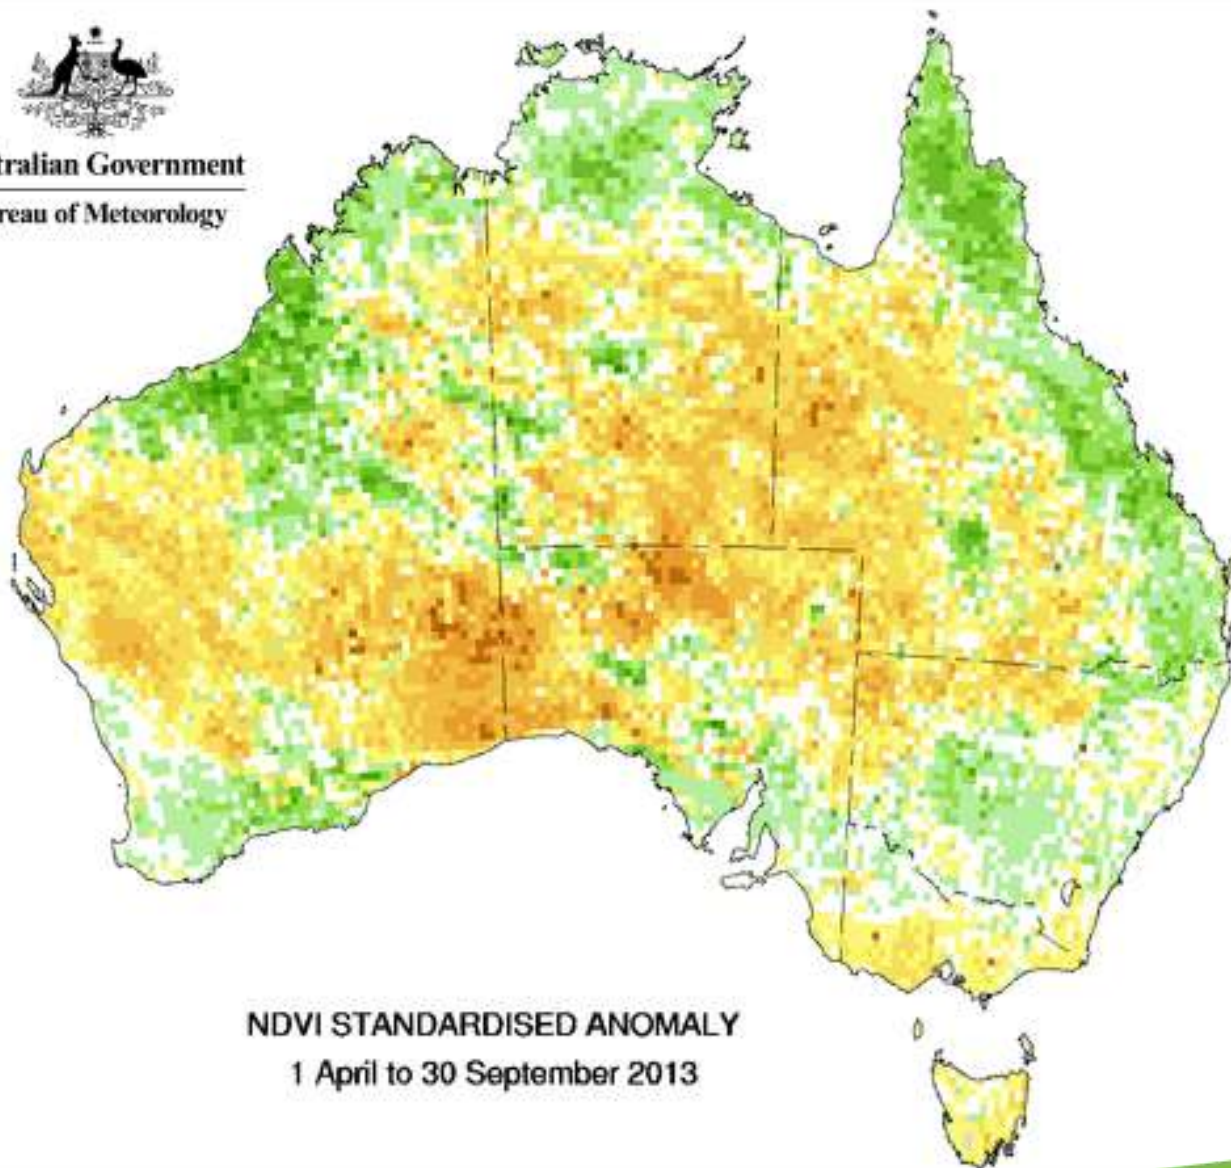 tralian Government
reau of Meteorology
NDVI STANDARDISED ANOMALY
1 April to 30 September 2013